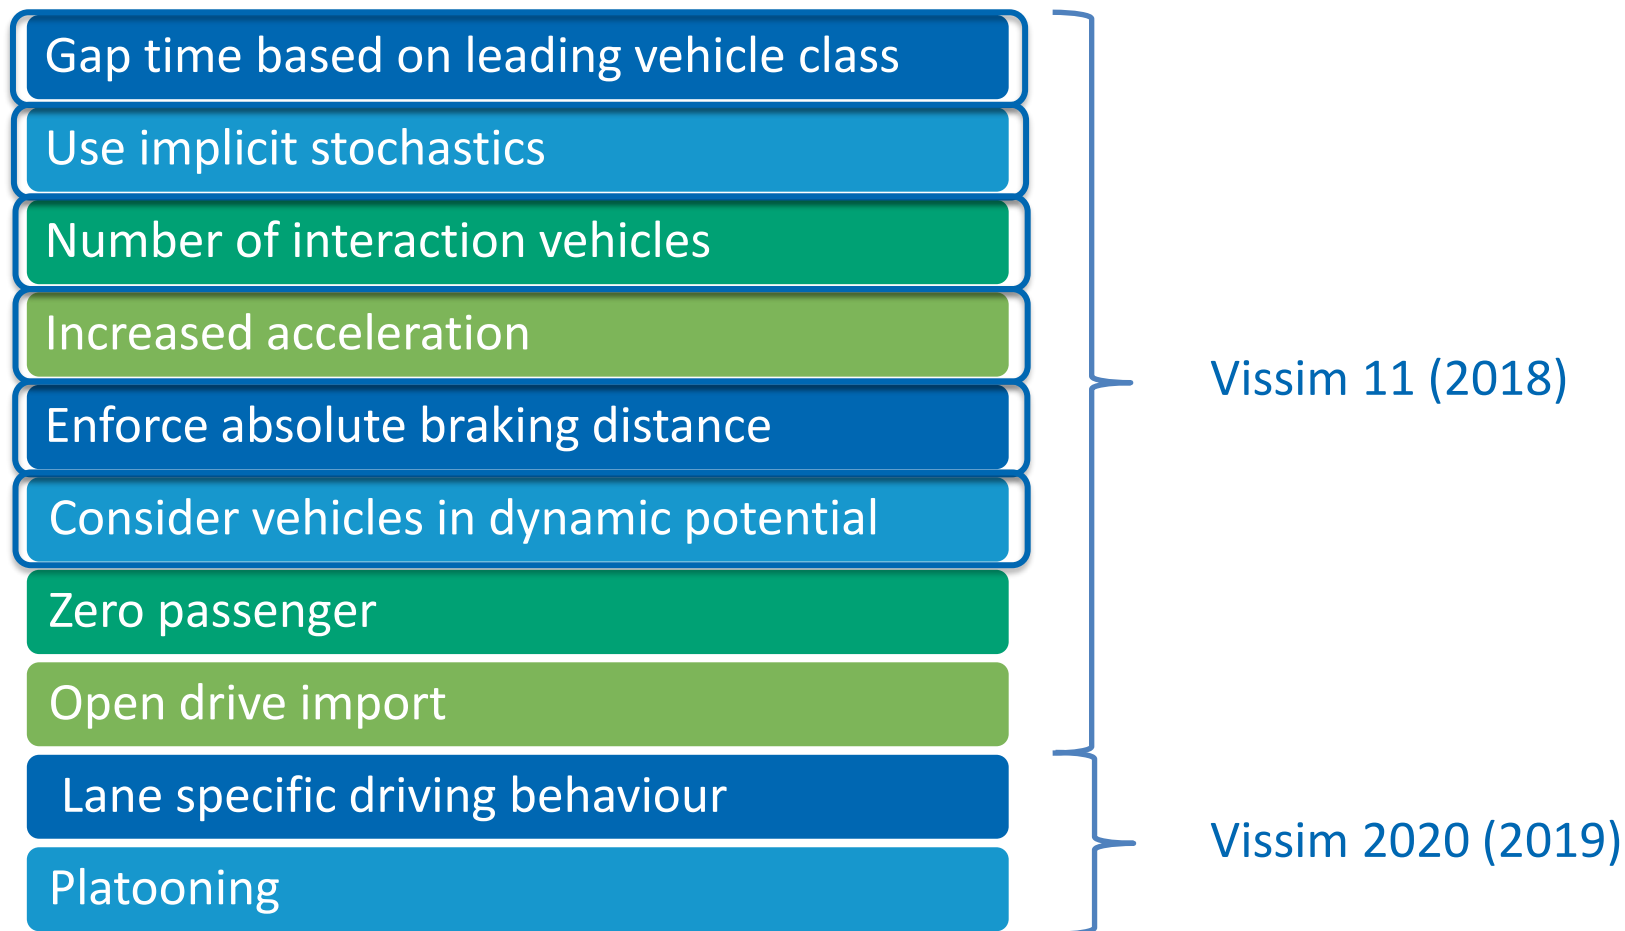 Gap time based on leading vehicle class
Use implicit stochastics
Number of interaction vehicles
Increased acceleration
Enforce absolute braking distance
Consider vehicles in dynamic potential
Zero passenger
Open drive import
Lane specific driving behaviour
Platooning
Vissim 11 (2018)
Vissim 2020 (2019)